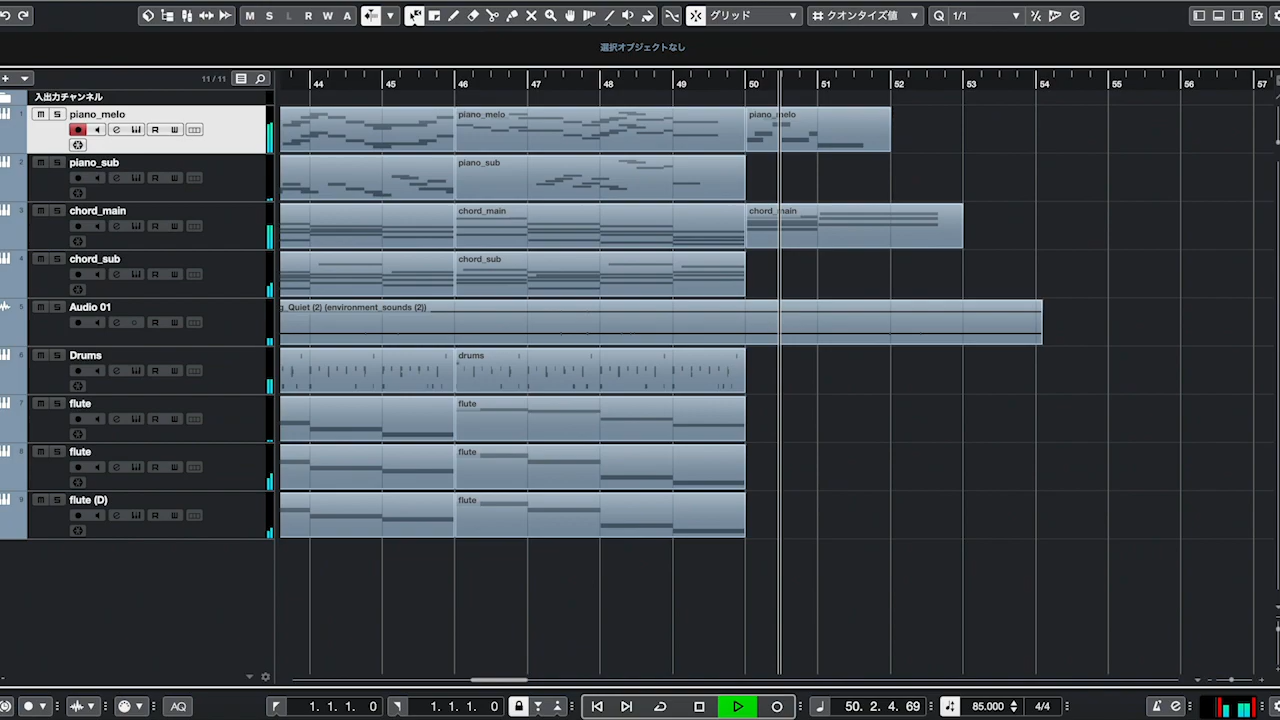 M S L R W A グリッド クオンタイズ値 Q 1/1
選択オブジェクトなし
11 / 11
44 45 46 47 48 49 50 51 52 53 54 55 56 57
入出力チャンネル
1 M S piano_melo
R
piano_melo
piano_melo
2 M S piano_sub
R
piano_sub
3 M S chord_main
R
chord_main
chord_main
4 M S chord_sub
R
chord_sub
5 M S Audio 01
R
g_Quiet (2) (environment_sounds (2))
6 M S Drums
R
drums
7 M S flute
R
flute
8 M S flute
R
flute
9 M S flute (D)
R
flute
AQ 1. 1. 1. 0 1. 1. 1. 0 50. 2. 4. 69 85.000 4/4